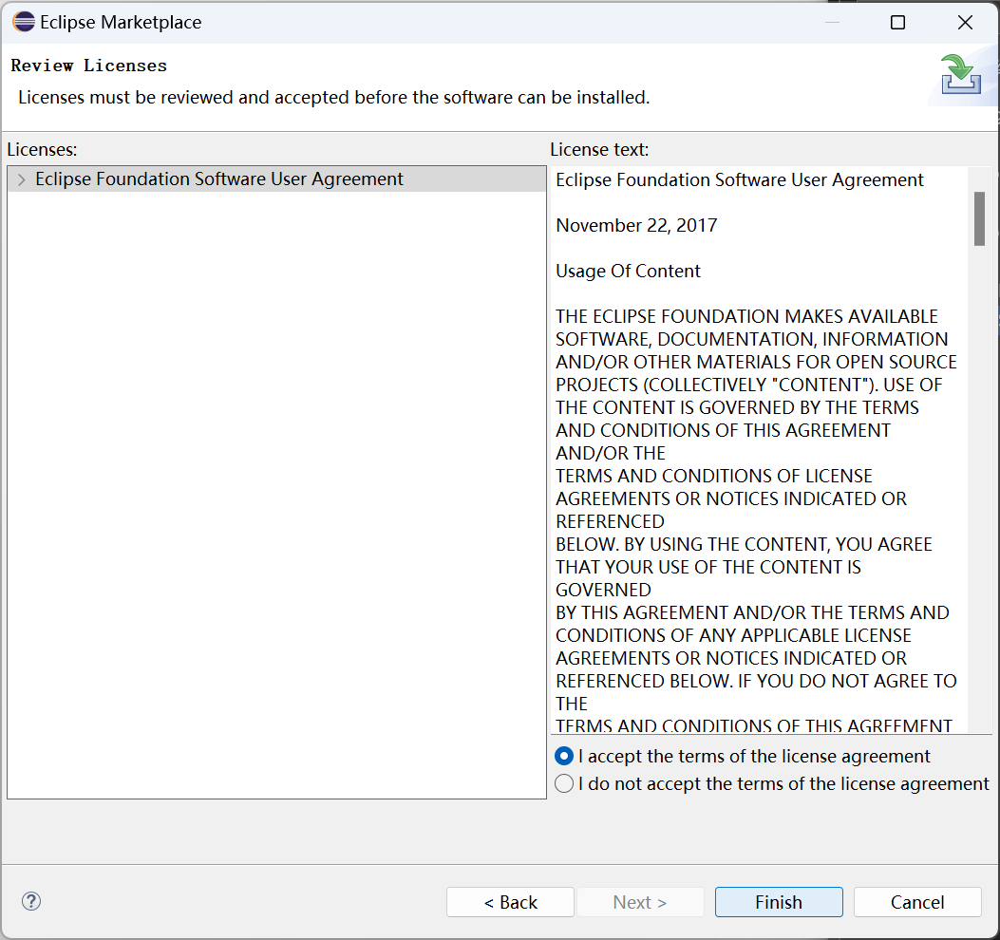 Eclipse Marketplace
Review Licenses
Licenses must be reviewed and accepted before the software can be installed.
Licenses:
Eclipse Foundation Software User Agreement
License text:
Eclipse Foundation Software User Agreement
November 22, 2017
Usage Of Content
THE ECLIPSE FOUNDATION MAKES AVAILABLE
SOFTWARE, DOCUMENTATION, INFORMATION
AND/OR OTHER MATERIALS FOR OPEN SOURCE
PROJECTS (COLLECTIVELY "CONTENT"). USE OF
THE CONTENT IS GOVERNED BY THE TERMS
AND CONDITIONS OF THIS AGREEMENT
AND/OR THE
TERMS AND CONDITIONS OF LICENSE
AGREEMENTS OR NOTICES INDICATED OR
REFERENCED
BELOW. BY USING THE CONTENT, YOU AGREE
THAT YOUR USE OF THE CONTENT IS
GOVERNED
BY THIS AGREEMENT AND/OR THE TERMS AND
CONDITIONS OF ANY APPLICABLE LICENSE
AGREEMENTS OR NOTICES INDICATED OR
REFERENCED BELOW. IF YOU DO NOT AGREE TO
THE
TERMS AND CONDITIONS OF THIS AGREEMENT
I accept the terms of the license agreement
I do not accept the terms of the license agreement
?
< Back
Next >
Finish
Cancel